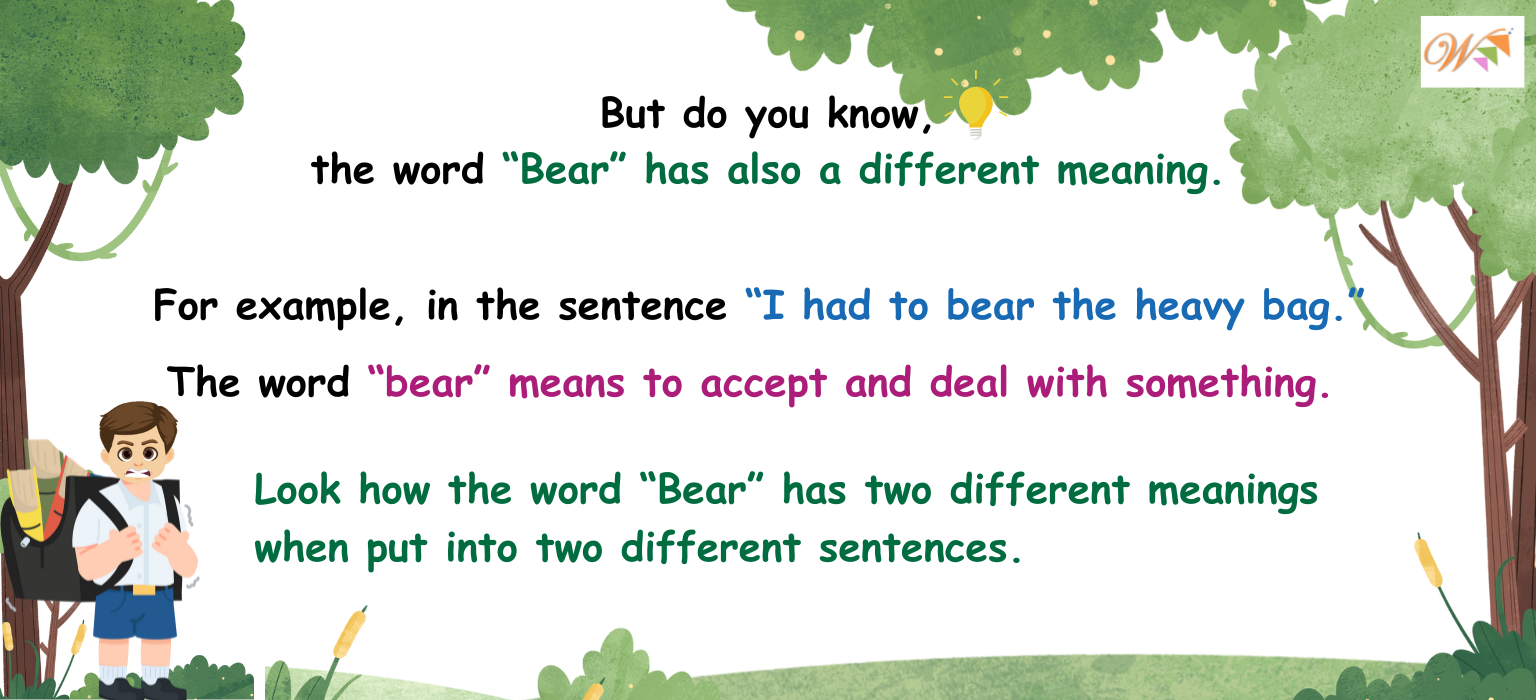 W
But do you know,
the word “Bear” has also a different meaning.
For example, in the sentence “I had to bear the heavy bag.”
The word “bear” means to accept and deal with something.
Look how the word “Bear” has two different meanings
when put into two different sentences.